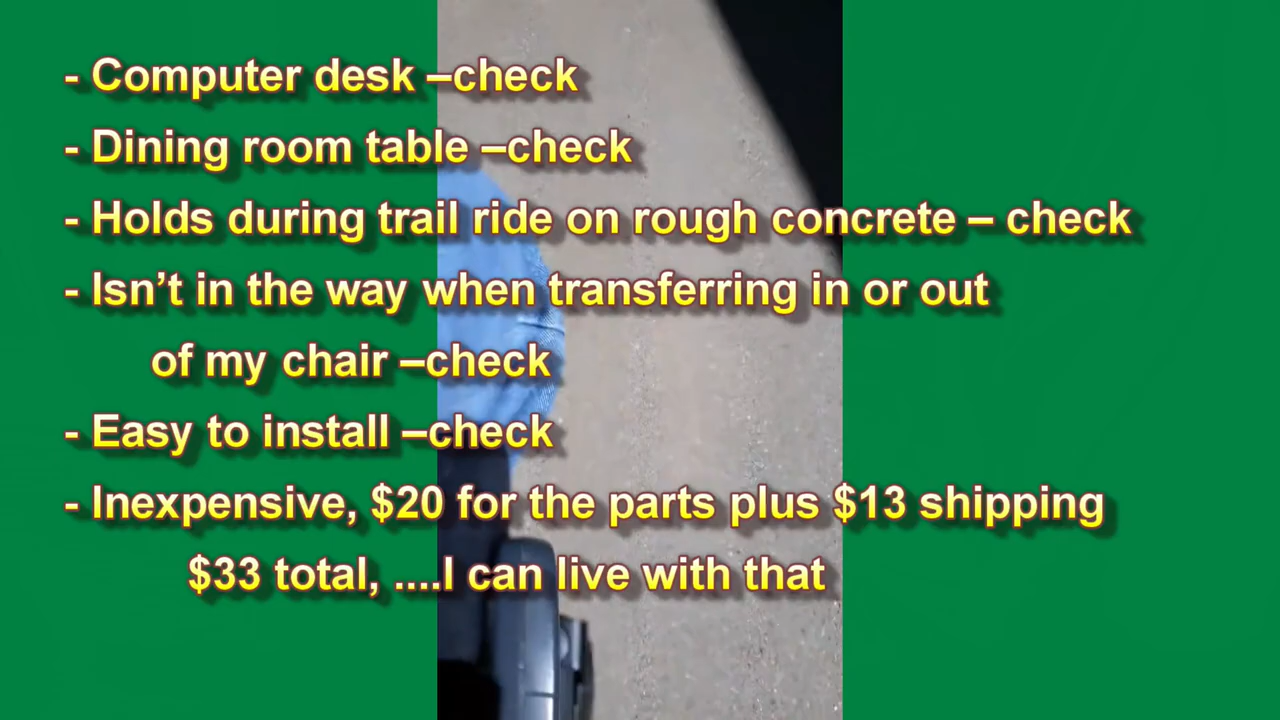 - Computer desk –check
- Dining room table –check
- Holds during trail ride on rough concrete – check
- Isn’t in the way when transferring in or out
of my chair –check
- Easy to install –check
- Inexpensive, $20 for the parts plus $13 shipping
$33 total, ....I can live with that